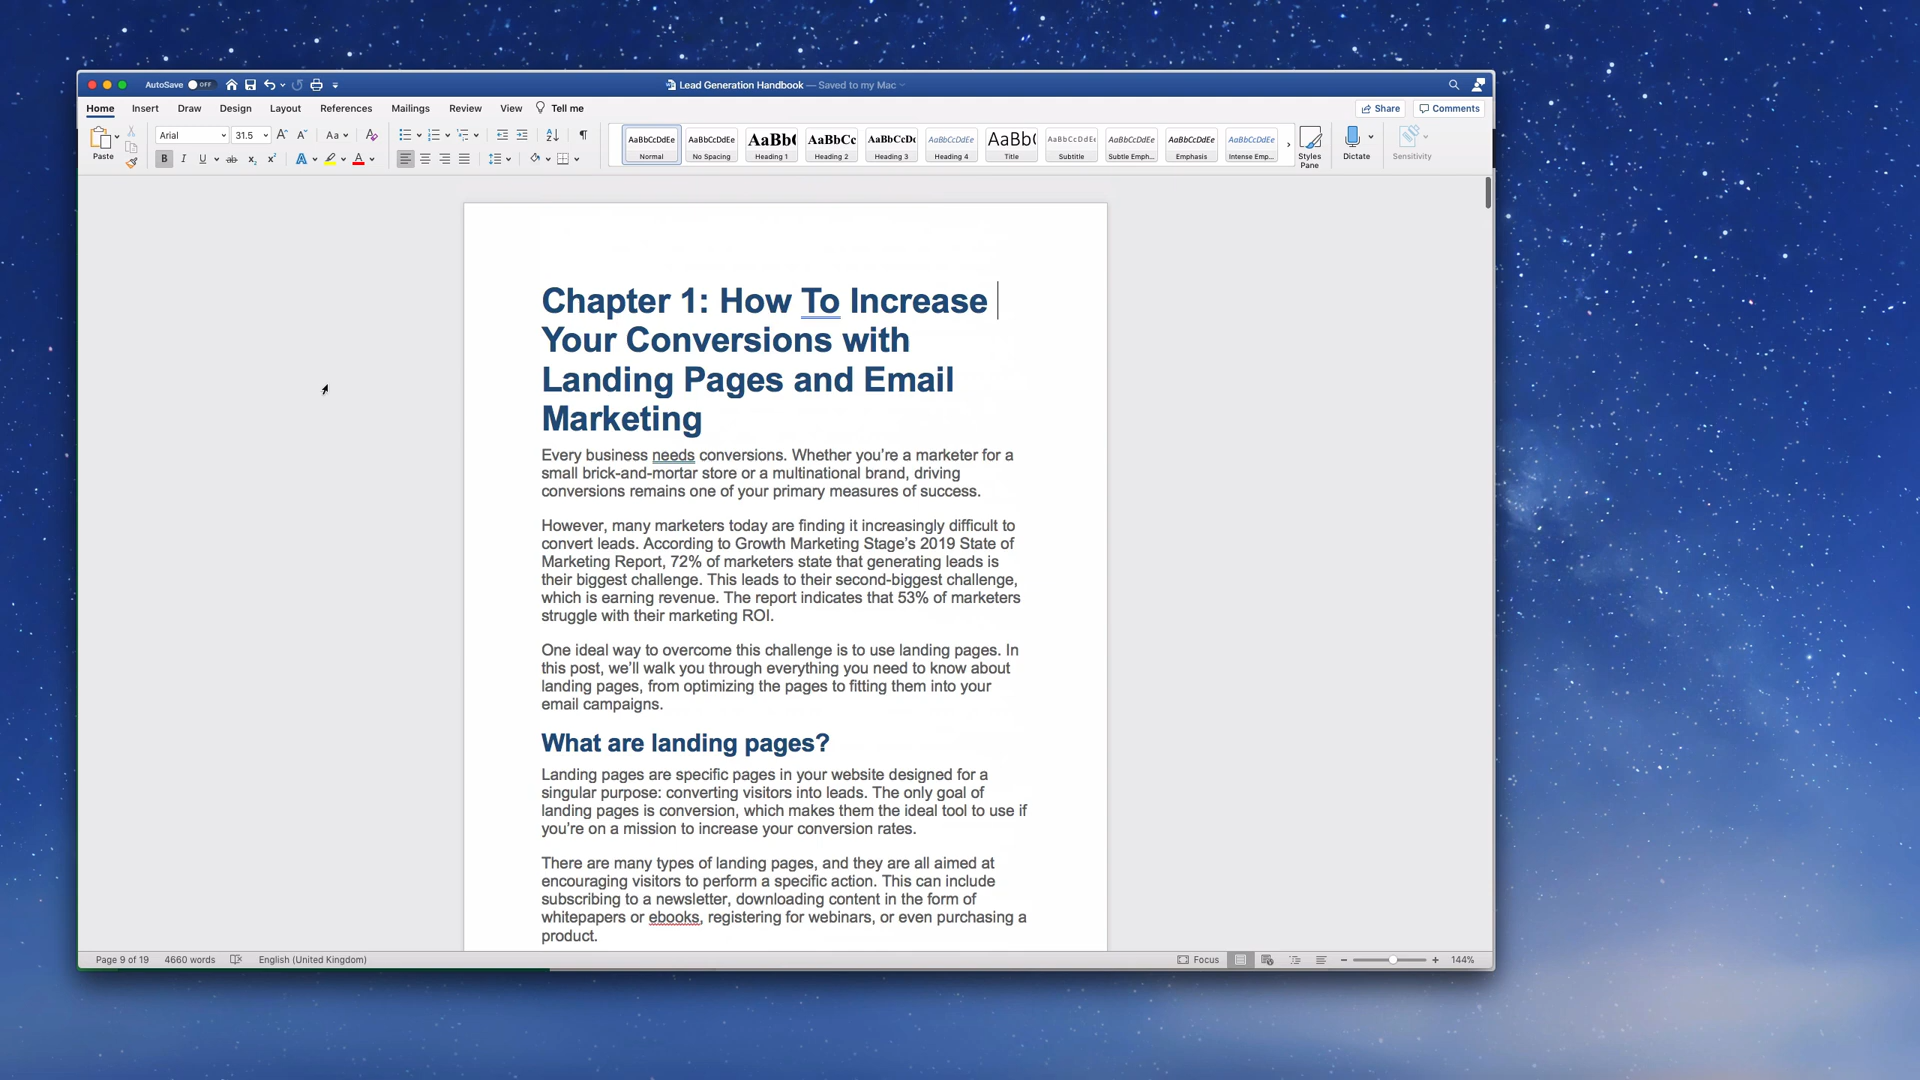 AutoSave OFF
Lead Generation Handbook — Saved to my Mac
Home Insert Draw Design Layout References Mailings Review View Tell me
Share Comments
Paste
Arial 31.5 Aa
B I U ab x₂ x² A A
AaBbCcDdEe AaBbCcDdEe AaBb( AaBbCc AaBbCcDc AaBbCcDdEe AaBb( AaBbCcDdEe AaBbCcDdEe AaBbCcDdEe AaBbCcDdEe
Normal No Spacing Heading 1 Heading 2 Heading 3 Heading 4 Title Subtitle Subtle Emph... Emphasis Intense Emp...
Styles Pane
Dictate
Sensitivity
Chapter 1: How To Increase
Your Conversions with
Landing Pages and Email
Marketing
Every business needs conversions. Whether you’re a marketer for a
small brick-and-mortar store or a multinational brand, driving
conversions remains one of your primary measures of success.
However, many marketers today are finding it increasingly difficult to
convert leads. According to Growth Marketing Stage’s 2019 State of
Marketing Report, 72% of marketers state that generating leads is
their biggest challenge. This leads to their second-biggest challenge,
which is earning revenue. The report indicates that 53% of marketers
struggle with their marketing ROI.
One ideal way to overcome this challenge is to use landing pages. In
this post, we’ll walk you through everything you need to know about
landing pages, from optimizing the pages to fitting them into your
email campaigns.
What are landing pages?
Landing pages are specific pages in your website designed for a
singular purpose: converting visitors into leads. The only goal of
landing pages is conversion, which makes them the ideal tool to use if
you’re on a mission to increase your conversion rates.
There are many types of landing pages, and they are all aimed at
encouraging visitors to perform a specific action. This can include
subscribing to a newsletter, downloading content in the form of
whitepapers or ebooks, registering for webinars, or even purchasing a
product.
Page 9 of 19 4660 words English (United Kingdom) Focus 144%